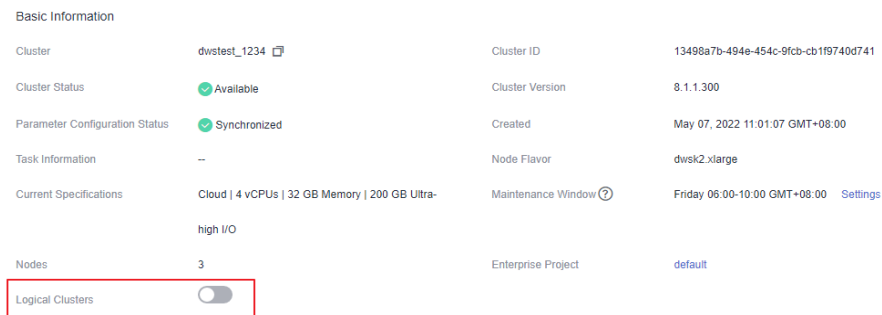 Basic Information
Cluster dwstest_1234 Cluster ID 13498a7b-494e-454c-9fcb-cb1f9740d741
Cluster Status Available Cluster Version 8.1.1.300
Parameter Configuration Status Synchronized Created May 07, 2022 11:01:07 GMT+08:00
Task Information -- Node Flavor dwsk2.xlarge
Current Specifications Cloud | 4 vCPUs | 32 GB Memory | 200 GB Ultra- Maintenance Window ? Friday 06:00-10:00 GMT+08:00 Settings
high I/O
Nodes 3 Enterprise Project default
Logical Clusters